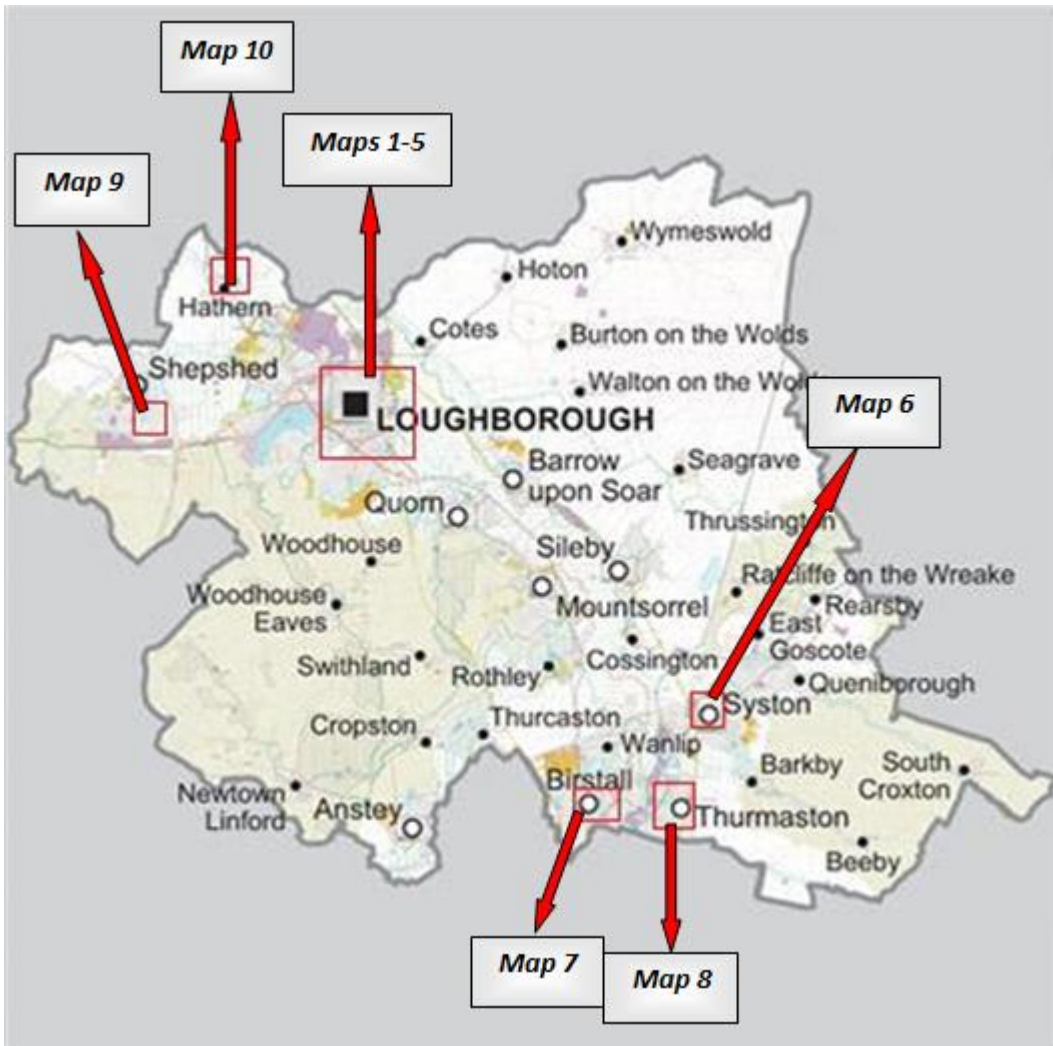 Map 10
Maps 1-5
Map 9
Wymeswold
Hoton
Hathern
Cotes
Burton on the Wolds
Shepshed
Walton on the Wolds
Map 6
LOUGHBOROUGH
Barrow
upon Soar
Seagrave
Quorn
Thrussington
Woodhouse
Sileby
Ratcliffe on the Wreake
Woodhouse
Eaves
Mountsorrel
Rearsby
East
Goscote
Swithland
Rothley
Cossington
Queniborough
Syston
Cropston
Thurcaston
Wanlip
Barkby
South
Croxton
Birstall
Newtown
Linford
Anstey
Thurmaston
Beeby
Map 7
Map 8